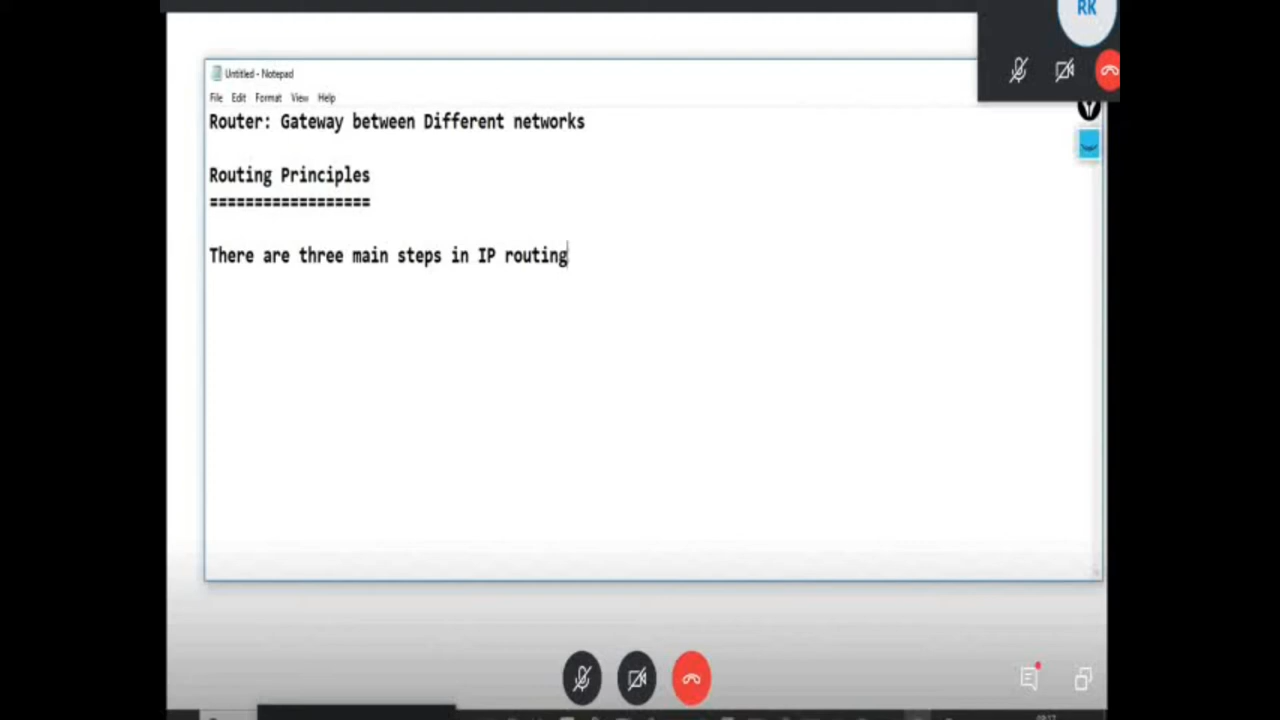 RK
Untitled - Notepad
File Edit Format View Help
Router: Gateway between Different networks
Routing Principles
==================
There are three main steps in IP routing